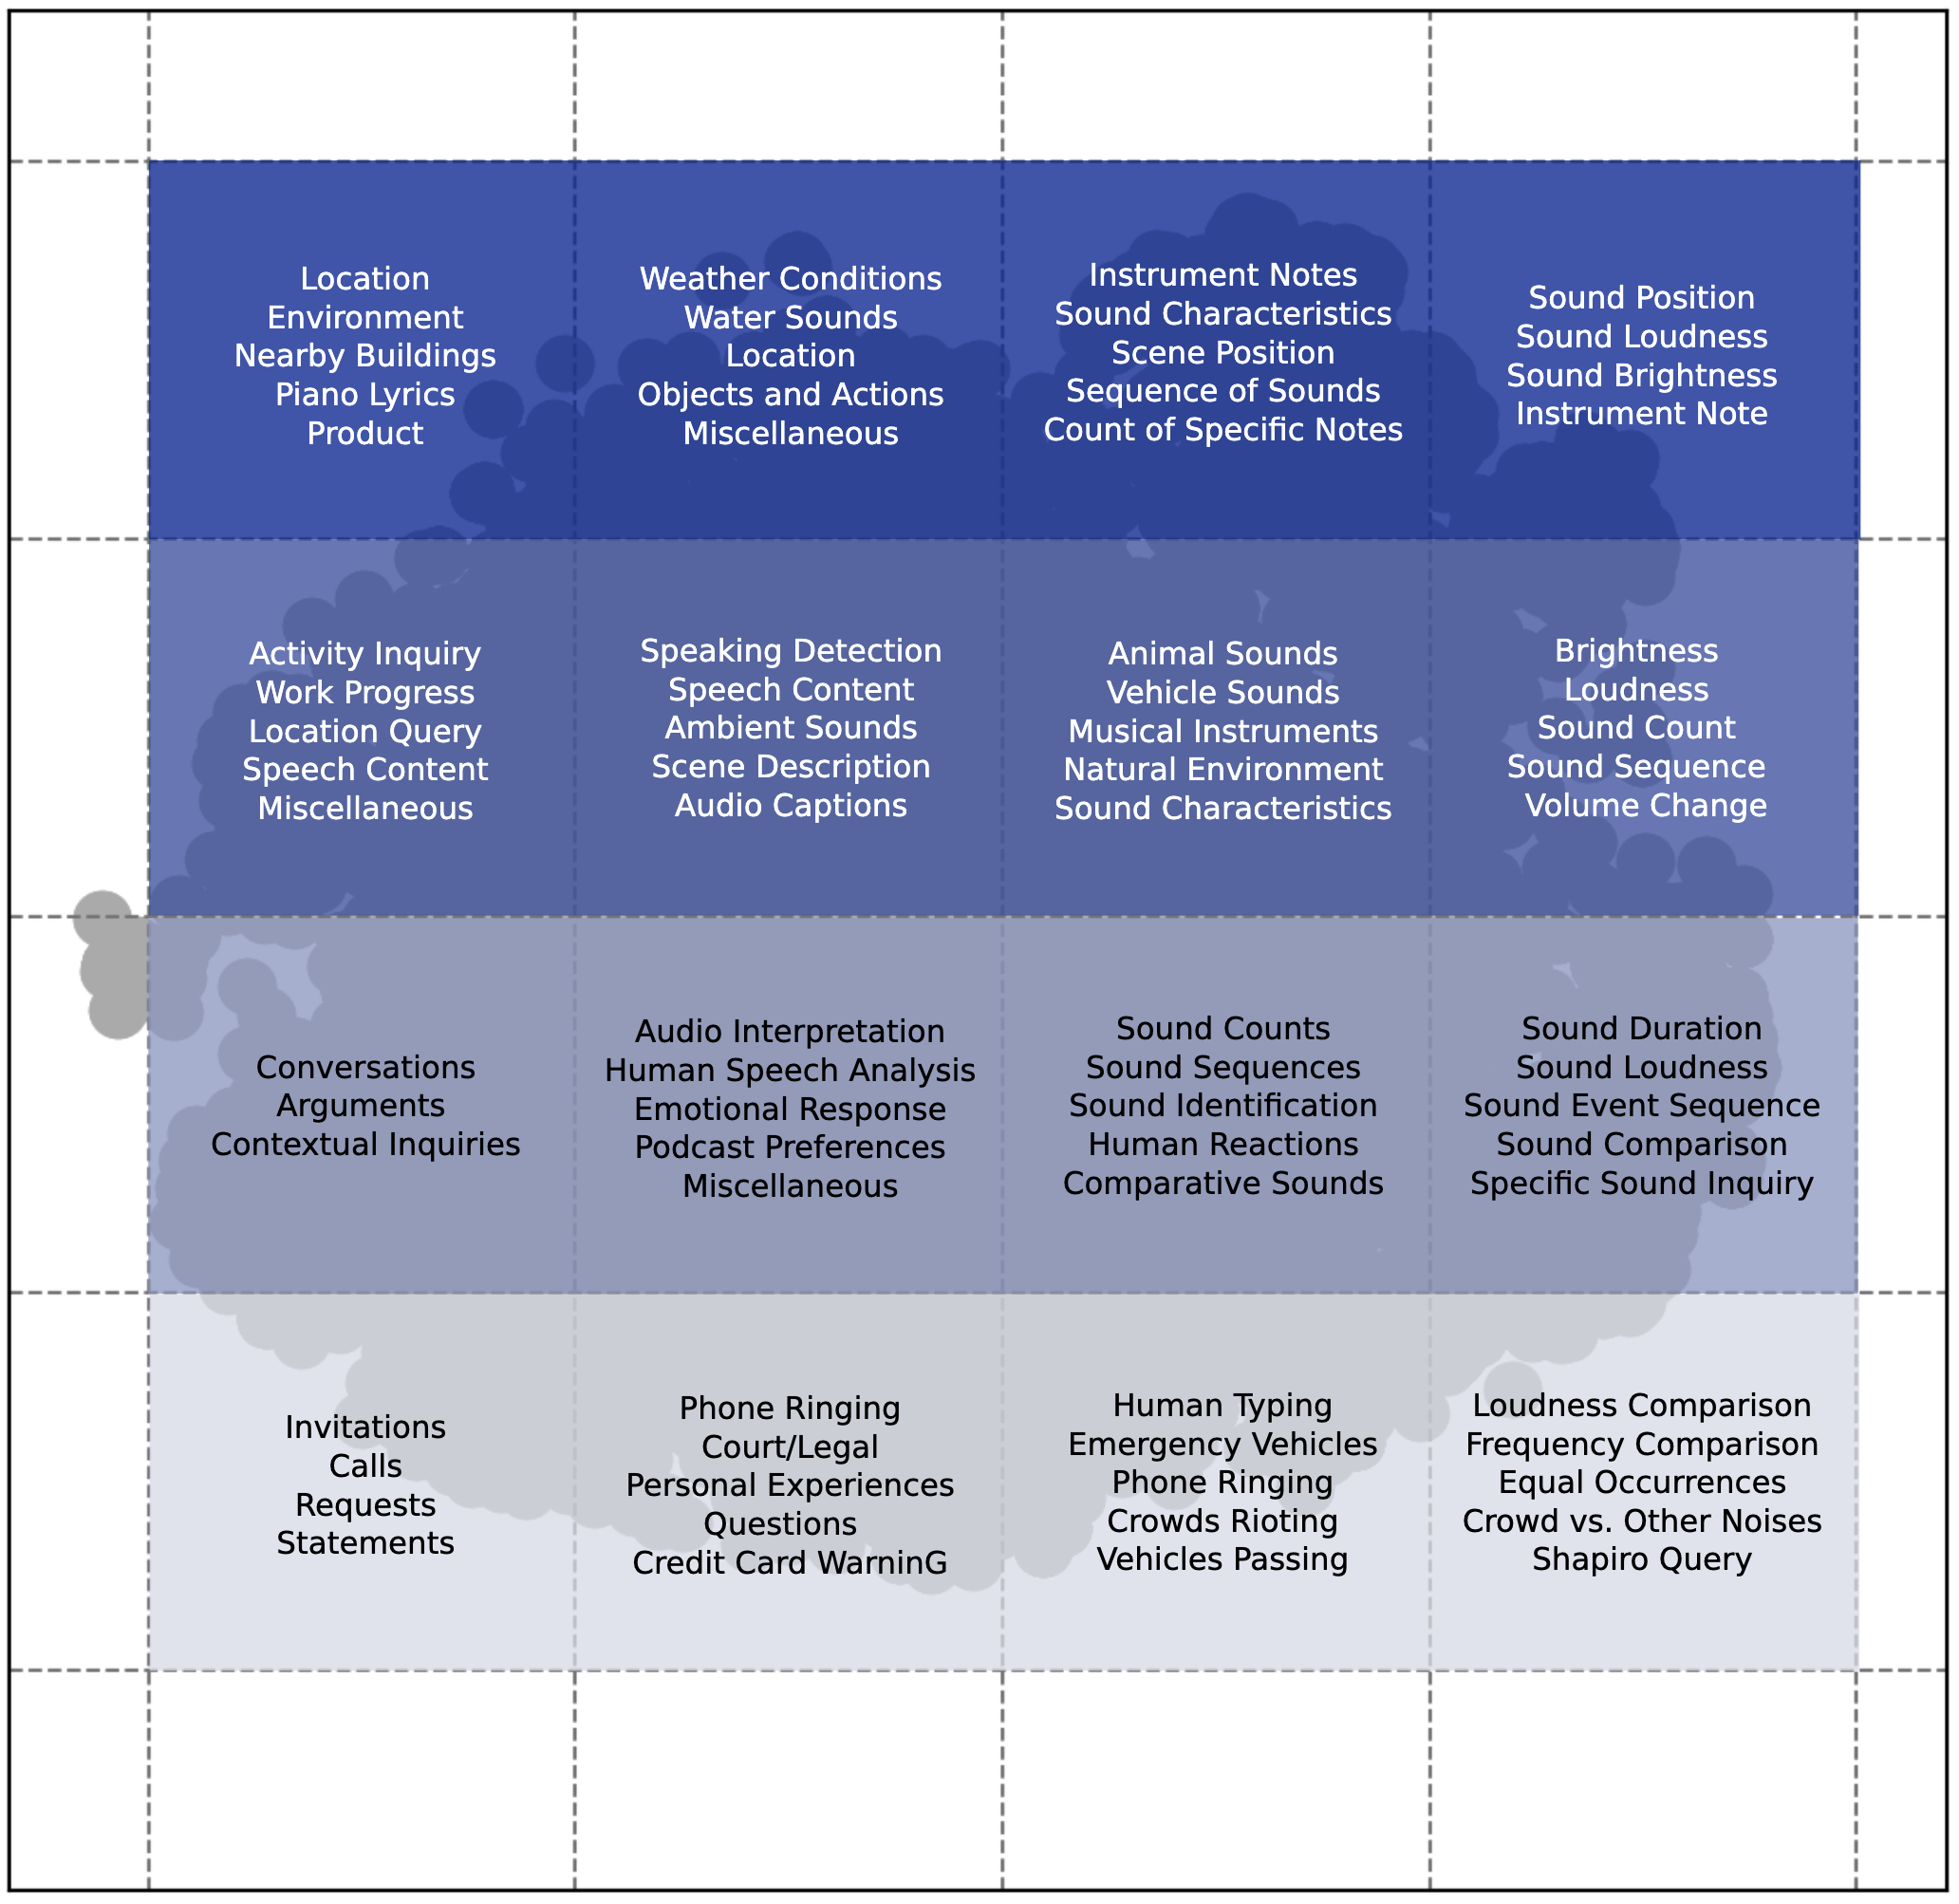 Location
Environment
Nearby Buildings
Piano Lyrics
Product
Weather Conditions
Water Sounds
Location
Objects and Actions
Miscellaneous
Instrument Notes
Sound Characteristics
Scene Position
Sequence of Sounds
Count of Specific Notes
Sound Position
Sound Loudness
Sound Brightness
Instrument Note
Activity Inquiry
Work Progress
Location Query
Speech Content
Miscellaneous
Speaking Detection
Speech Content
Ambient Sounds
Scene Description
Audio Captions
Animal Sounds
Vehicle Sounds
Musical Instruments
Natural Environment
Sound Characteristics
Brightness
Loudness
Sound Count
Sound Sequence
Volume Change
Conversations
Arguments
Contextual Inquiries
Audio Interpretation
Human Speech Analysis
Emotional Response
Podcast Preferences
Miscellaneous
Sound Counts
Sound Sequences
Sound Identification
Human Reactions
Comparative Sounds
Sound Duration
Sound Loudness
Sound Event Sequence
Sound Comparison
Specific Sound Inquiry
Invitations
Calls
Requests
Statements
Phone Ringing
Court/Legal
Personal Experiences
Questions
Credit Card WarninG
Human Typing
Emergency Vehicles
Phone Ringing
Crowds Rioting
Vehicles Passing
Loudness Comparison
Frequency Comparison
Equal Occurrences
Crowd vs. Other Noises
Shapiro Query